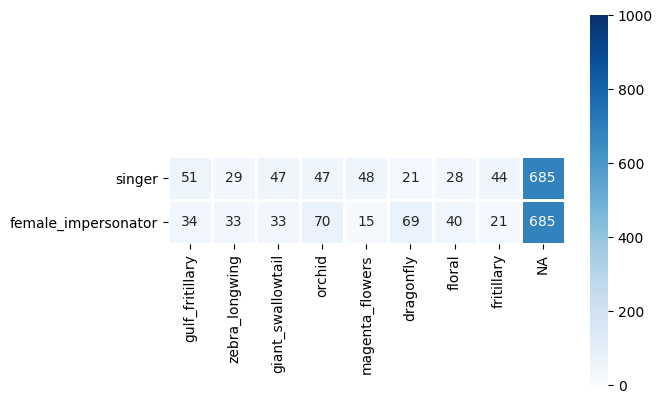 1000
800
600
400
200
0
singer 51 29 47 47 48 21 28 44 685
female_impersonator 34 33 33 70 15 69 40 21 685
gulf_fritillary
zebra_longwing
giant_swallowtail
orchid
magenta_flowers
dragonfly
floral
fritillary
NA